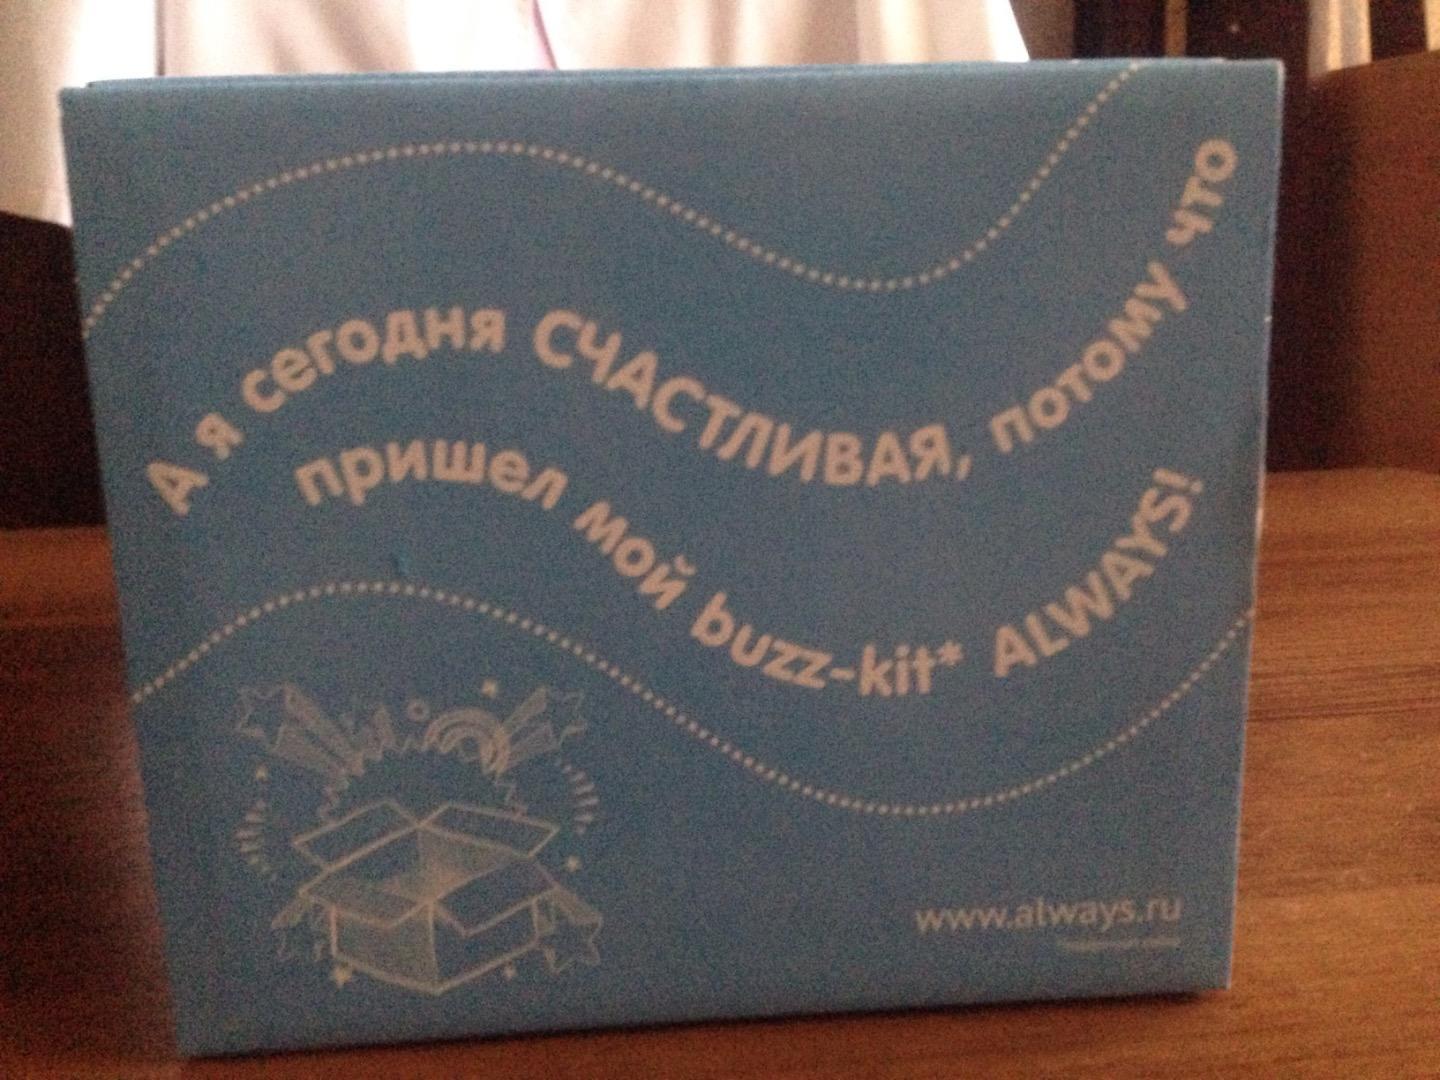 А я сегодня СЧАСТЛИВАЯ, потому что
пришел мой buzz-kit* ALWAYS!
www.always.ru